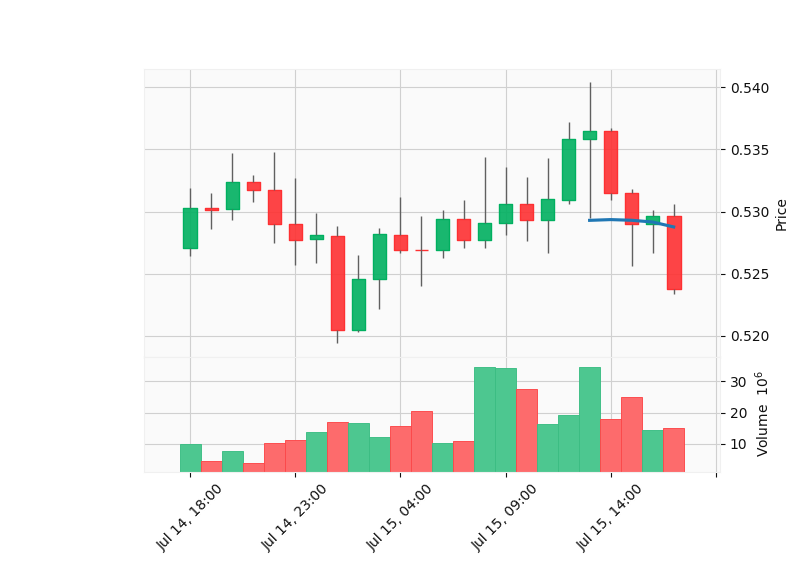 0.540
0.535
0.530
0.525
0.520
Price
30
20
10
Volume 10^6
Jul 14, 18:00
Jul 14, 23:00
Jul 15, 04:00
Jul 15, 09:00
Jul 15, 14:00